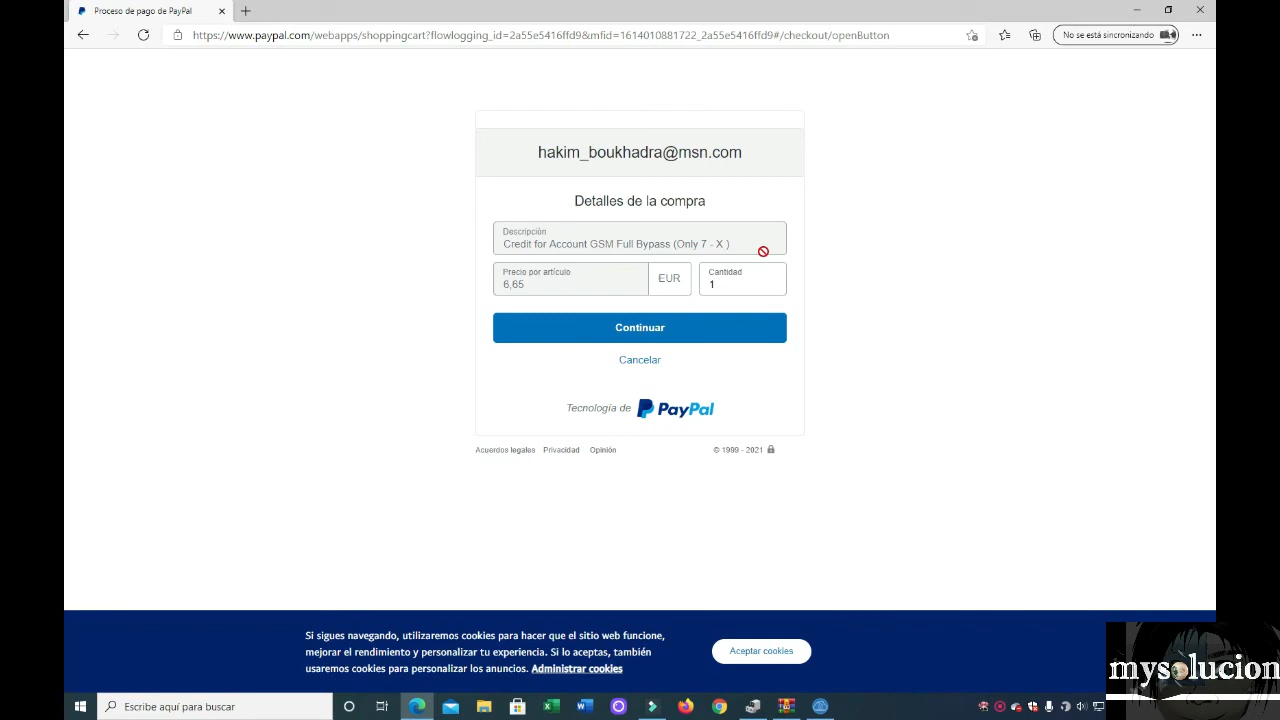 Proceso de pago de PayPal
https://www.paypal.com/webapps/shoppingcart?flowlogging_id=2a55e5416ffd9&mfid=1614010881722_2a55e5416ffd9#/checkout/openButton
No se está sincronizando
hakim_boukhadra@msn.com
Detalles de la compra
Descripción
Credit for Account GSM Full Bypass (Only 7 - X )
Precio por artículo
6,65
EUR
Cantidad
1
Continuar
Cancelar
Tecnología de PayPal
Acuerdos legales Privacidad Opinión © 1999 - 2021
Si sigues navegando, utilizaremos cookies para hacer que el sitio web funcione,
mejorar el rendimiento y personalizar tu experiencia. Si lo aceptas, también
usaremos cookies para personalizar los anuncios. Administrar cookies
Aceptar cookies
mysolucion
Escribe aquí para buscar